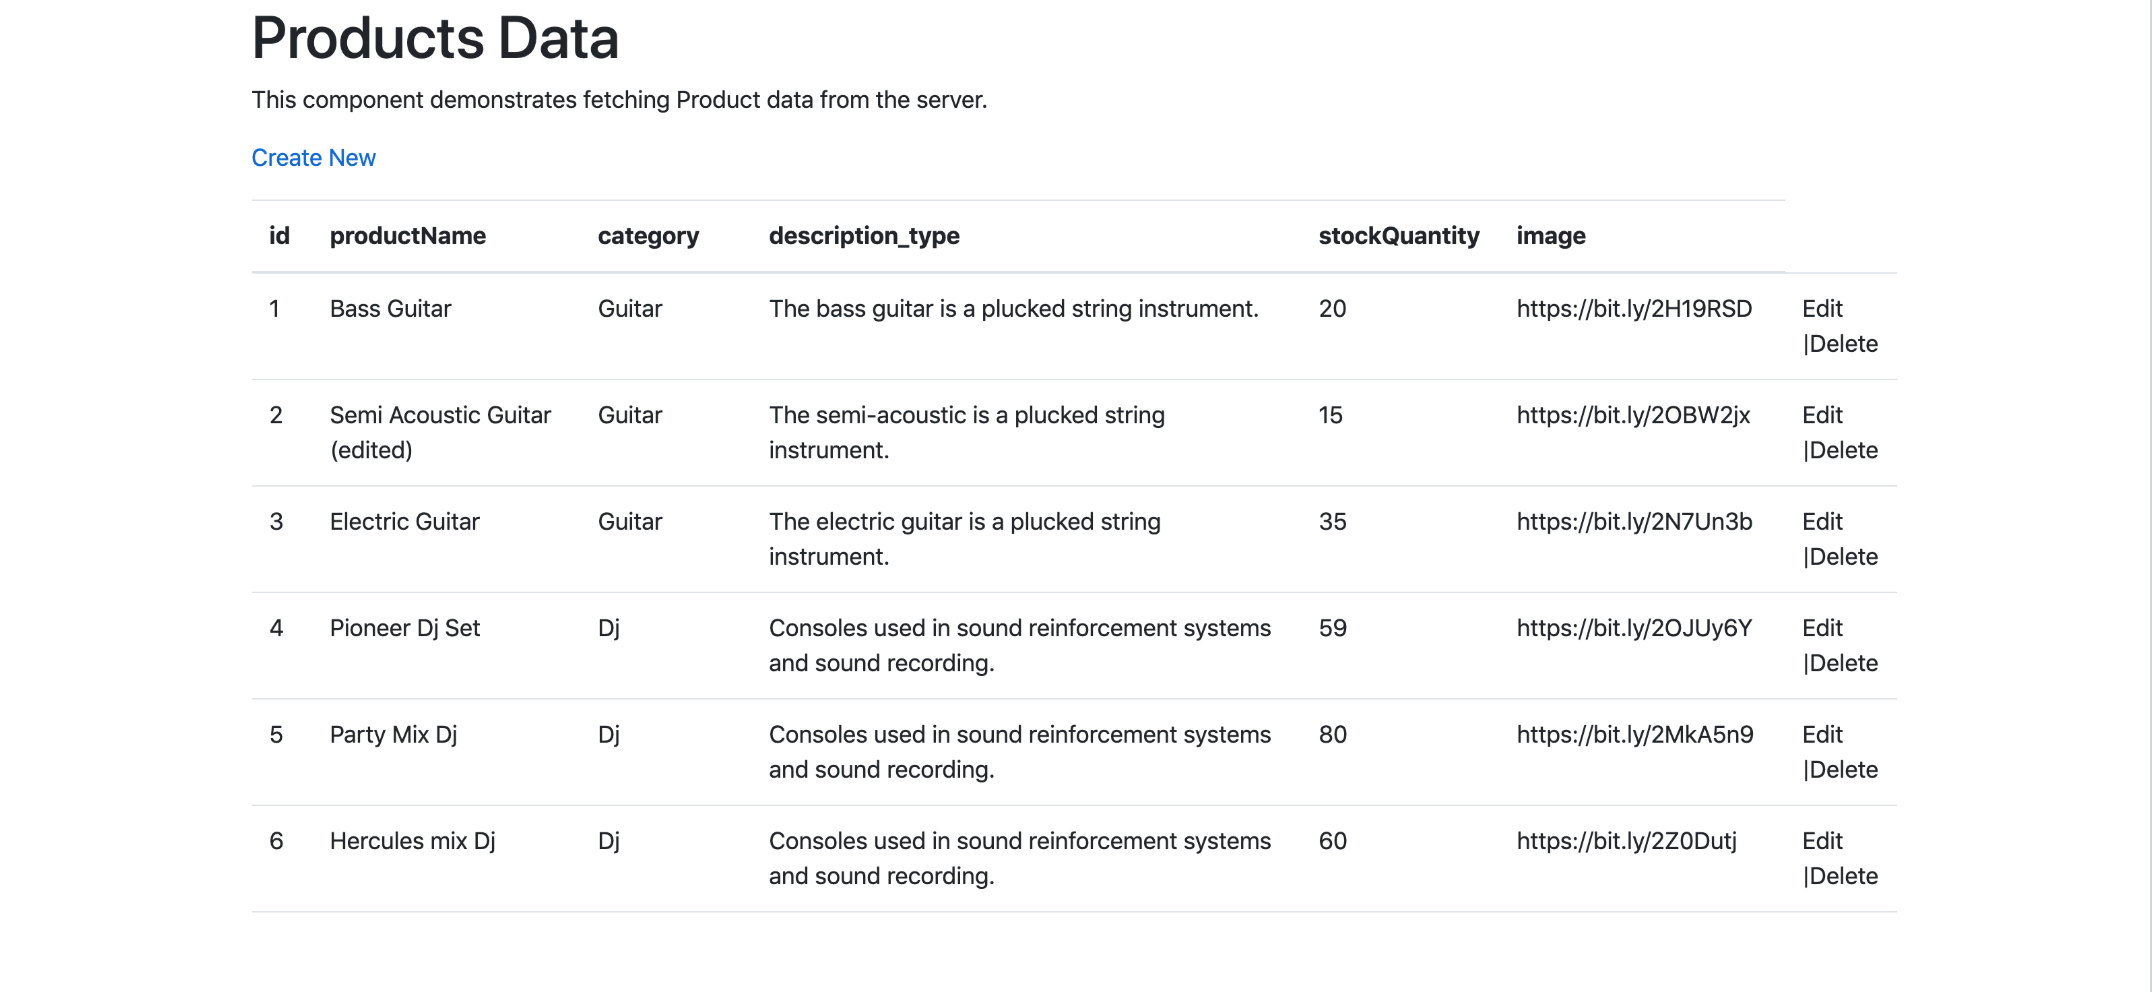 Products Data
This component demonstrates fetching Product data from the server.
Create New
id productName category description_type stockQuantity image
1 Bass Guitar Guitar The bass guitar is a plucked string instrument. 20 https://bit.ly/2H19RSD Edit
|Delete
2 Semi Acoustic Guitar Guitar The semi-acoustic is a plucked string 15 https://bit.ly/2OBW2jx Edit
(edited) instrument. |Delete
3 Electric Guitar Guitar The electric guitar is a plucked string 35 https://bit.ly/2N7Un3b Edit
instrument. |Delete
4 Pioneer Dj Set Dj Consoles used in sound reinforcement systems 59 https://bit.ly/2OJUy6Y Edit
and sound recording. |Delete
5 Party Mix Dj Dj Consoles used in sound reinforcement systems 80 https://bit.ly/2MkA5n9 Edit
and sound recording. |Delete
6 Hercules mix Dj Dj Consoles used in sound reinforcement systems 60 https://bit.ly/2Z0Dutj Edit
and sound recording. |Delete